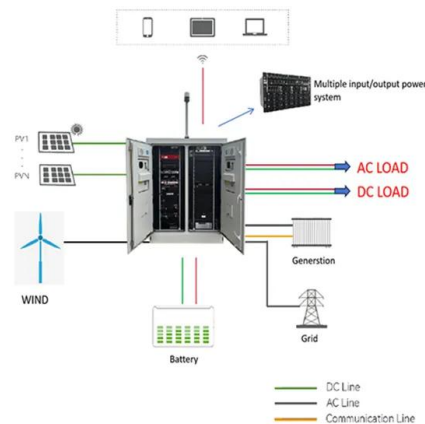 Multiple input/output power
system
PV1
PVN
AC LOAD
DC LOAD
WIND
Generstion
Grid
Battery
DC Line
AC Line
Communication Line